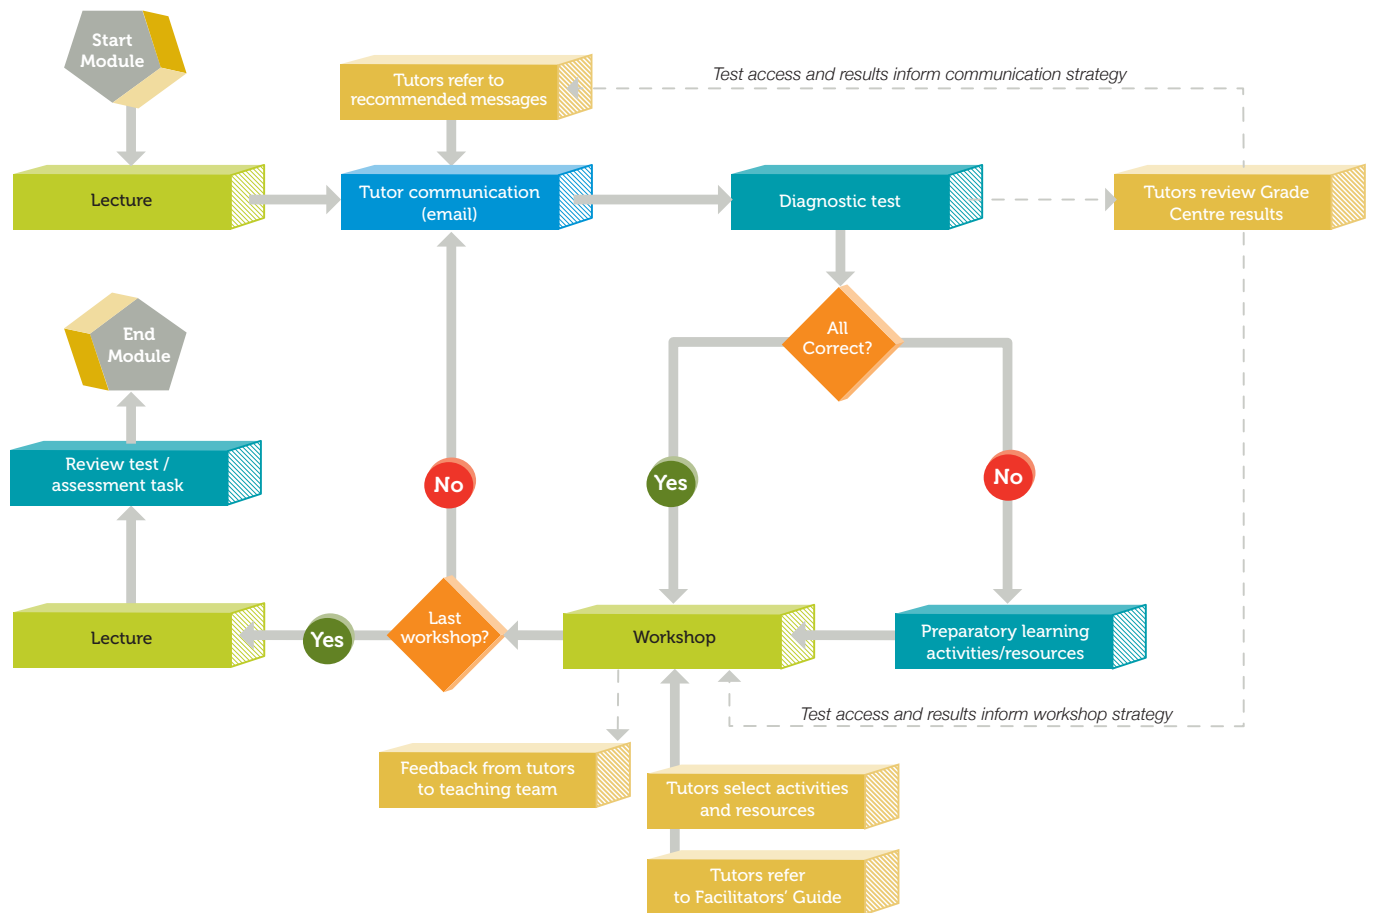 Start
Module
Tutors refer to
recommended messages
Test access and results inform communication strategy
Lecture
Tutor communication
(email)
Diagnostic test
Tutors review Grade
Centre results
End
Module
All
Correct?
Review test /
assessment task
No
Yes
No
Lecture
Yes
Last
workshop?
Workshop
Preparatory learning
activities/resources
Test access and results inform workshop strategy
Feedback from tutors
to teaching team
Tutors select activities
and resources
Tutors refer
to Facilitators’ Guide